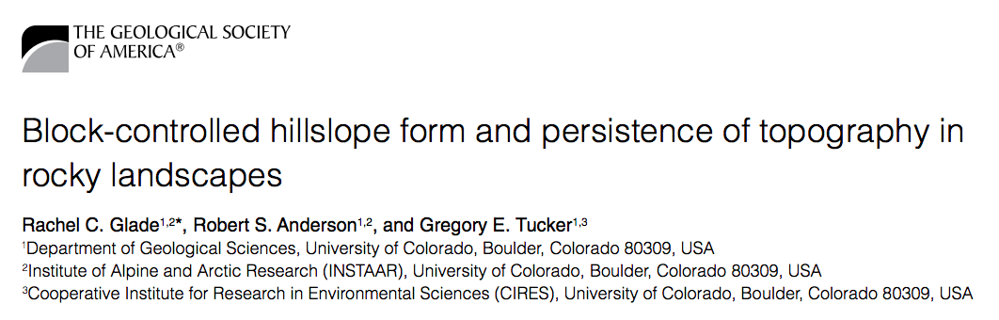 THE GEOLOGICAL SOCIETY
OF AMERICA®
Block-controlled hillslope form and persistence of topography in
rocky landscapes
Rachel C. Glade1,2*, Robert S. Anderson1,2, and Gregory E. Tucker1,3
1Department of Geological Sciences, University of Colorado, Boulder, Colorado 80309, USA
2Institute of Alpine and Arctic Research (INSTAAR), University of Colorado, Boulder, Colorado 80309, USA
3Cooperative Institute for Research in Environmental Sciences (CIRES), University of Colorado, Boulder, Colorado 80309, USA